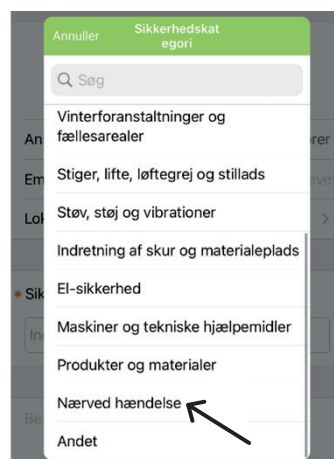 Annuller
Sikkerhedskat
egori
Søg
Vinterforanstaltninger og
fællesarealer
Stiger, lifte, løftegrej og stillads
Støv, støj og vibrationer
Indretning af skur og materialeplads
El-sikkerhed
Maskiner og tekniske hjælpemidler
Produkter og materialer
Nærved hændelse
Andet